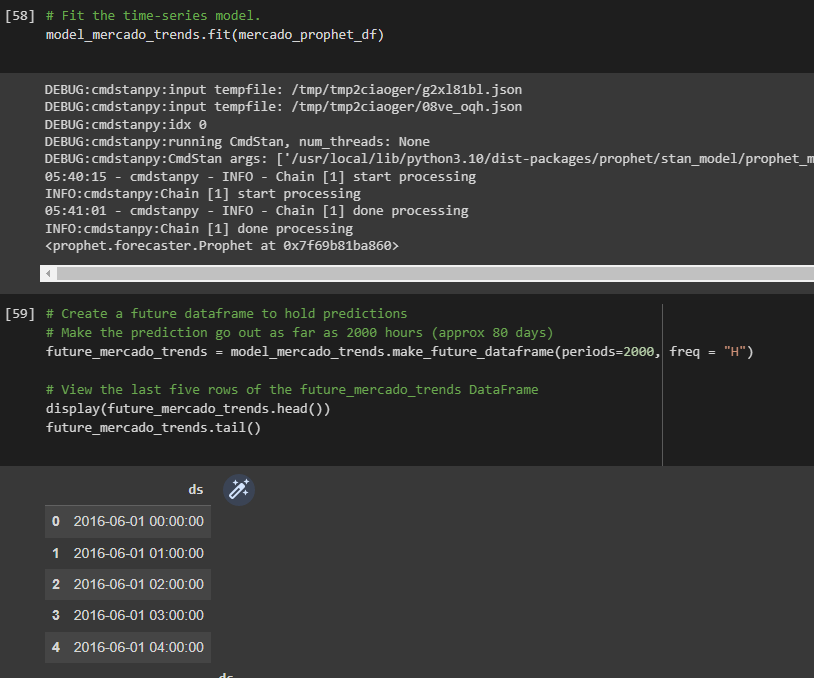 [58] # Fit the time-series model.
model_mercado_trends.fit(mercado_prophet_df)
DEBUG:cmdstanpy:input tempfile: /tmp/tmp2ciaoger/g2xl81bl.json
DEBUG:cmdstanpy:input tempfile: /tmp/tmp2ciaoger/08ve_oqh.json
DEBUG:cmdstanpy:idx 0
DEBUG:cmdstanpy:running CmdStan, num_threads: None
DEBUG:cmdstanpy:CmdStan args: ['/usr/local/lib/python3.10/dist-packages/prophet/stan_model/prophet_m
05:40:15 - cmdstanpy - INFO - Chain [1] start processing
INFO:cmdstanpy:Chain [1] start processing
05:41:01 - cmdstanpy - INFO - Chain [1] done processing
INFO:cmdstanpy:Chain [1] done processing
<prophet.forecaster.Prophet at 0x7f69b81ba860>
[59] # Create a future dataframe to hold predictions
# Make the prediction go out as far as 2000 hours (approx 80 days)
future_mercado_trends = model_mercado_trends.make_future_dataframe(periods=2000, freq = "H")
# View the last five rows of the future_mercado_trends DataFrame
display(future_mercado_trends.head())
future_mercado_trends.tail()
ds
0 2016-06-01 00:00:00
1 2016-06-01 01:00:00
2 2016-06-01 02:00:00
3 2016-06-01 03:00:00
4 2016-06-01 04:00:00
ds